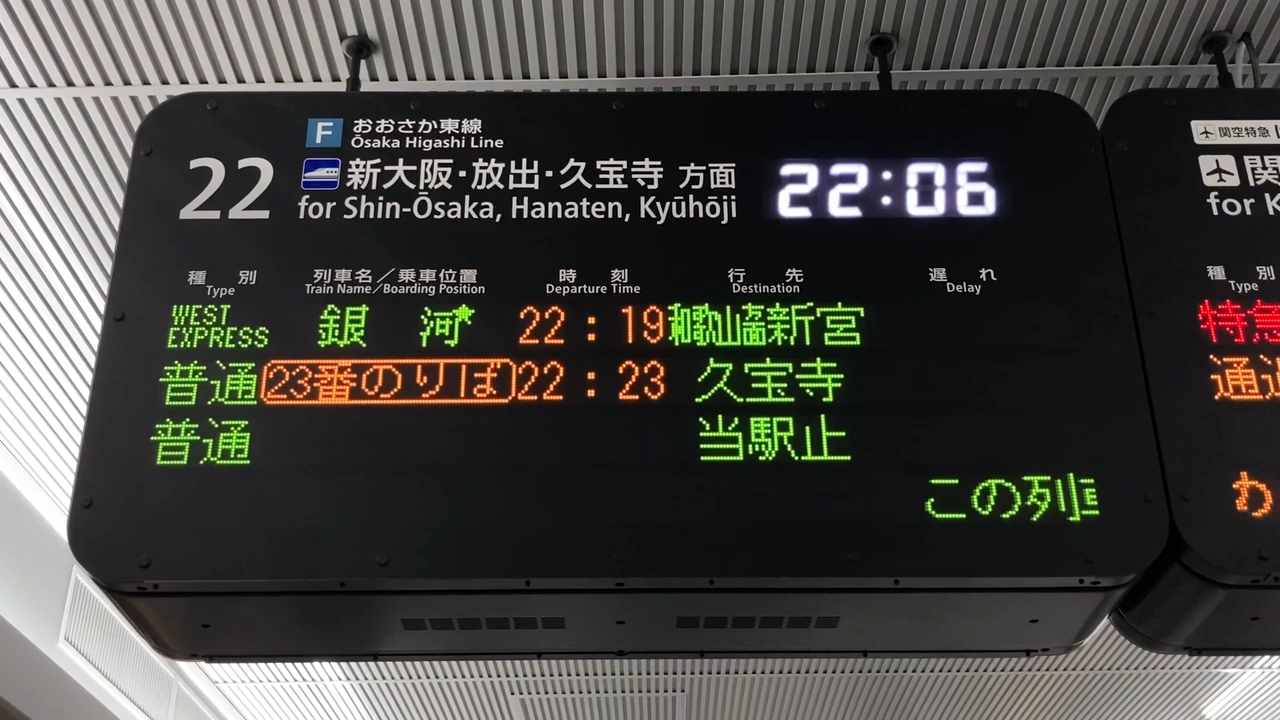 F おおさか東線
Ōsaka Higashi Line
22 新大阪・放出・久宝寺 方面 22:06
for Shin-Ōsaka, Hanaten, Kyūhōji
種別 列車名／乗車位置 時刻 行先 遅れ
Type Train Name／Boarding Position Departure Time Destination Delay
WEST EXPRESS 銀河 22:19 和歌山方面新宮
普通 23番のりば 22:23 久宝寺
普通 当駅止
この列
関空特急
関
for K
種別
Type
特急
通
わ